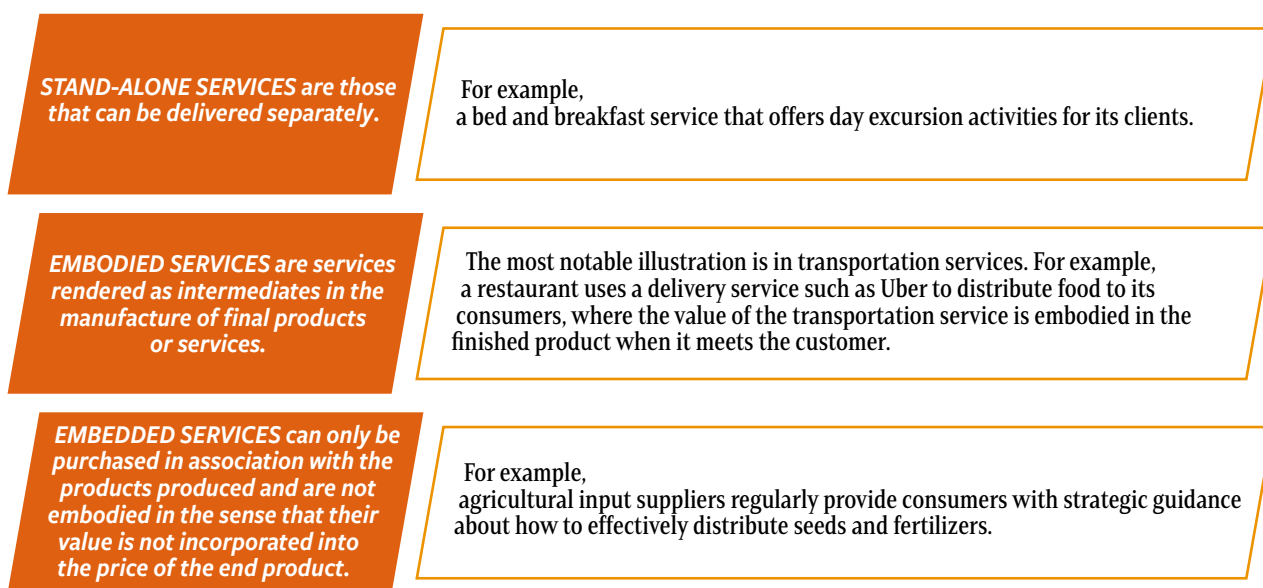 STAND-ALONE SERVICES are those
that can be delivered separately.
For example,
a bed and breakfast service that offers day excursion activities for its clients.
EMBODIED SERVICES are services
rendered as intermediates in the
manufacture of final products
or services.
The most notable illustration is in transportation services. For example,
a restaurant uses a delivery service such as Uber to distribute food to its
consumers, where the value of the transportation service is embodied in the
finished product when it meets the customer.
EMBEDDED SERVICES can only be
purchased in association with the
products produced and are not
embodied in the sense that their
value is not incorporated into
the price of the end product.
For example,
agricultural input suppliers regularly provide consumers with strategic guidance
about how to effectively distribute seeds and fertilizers.